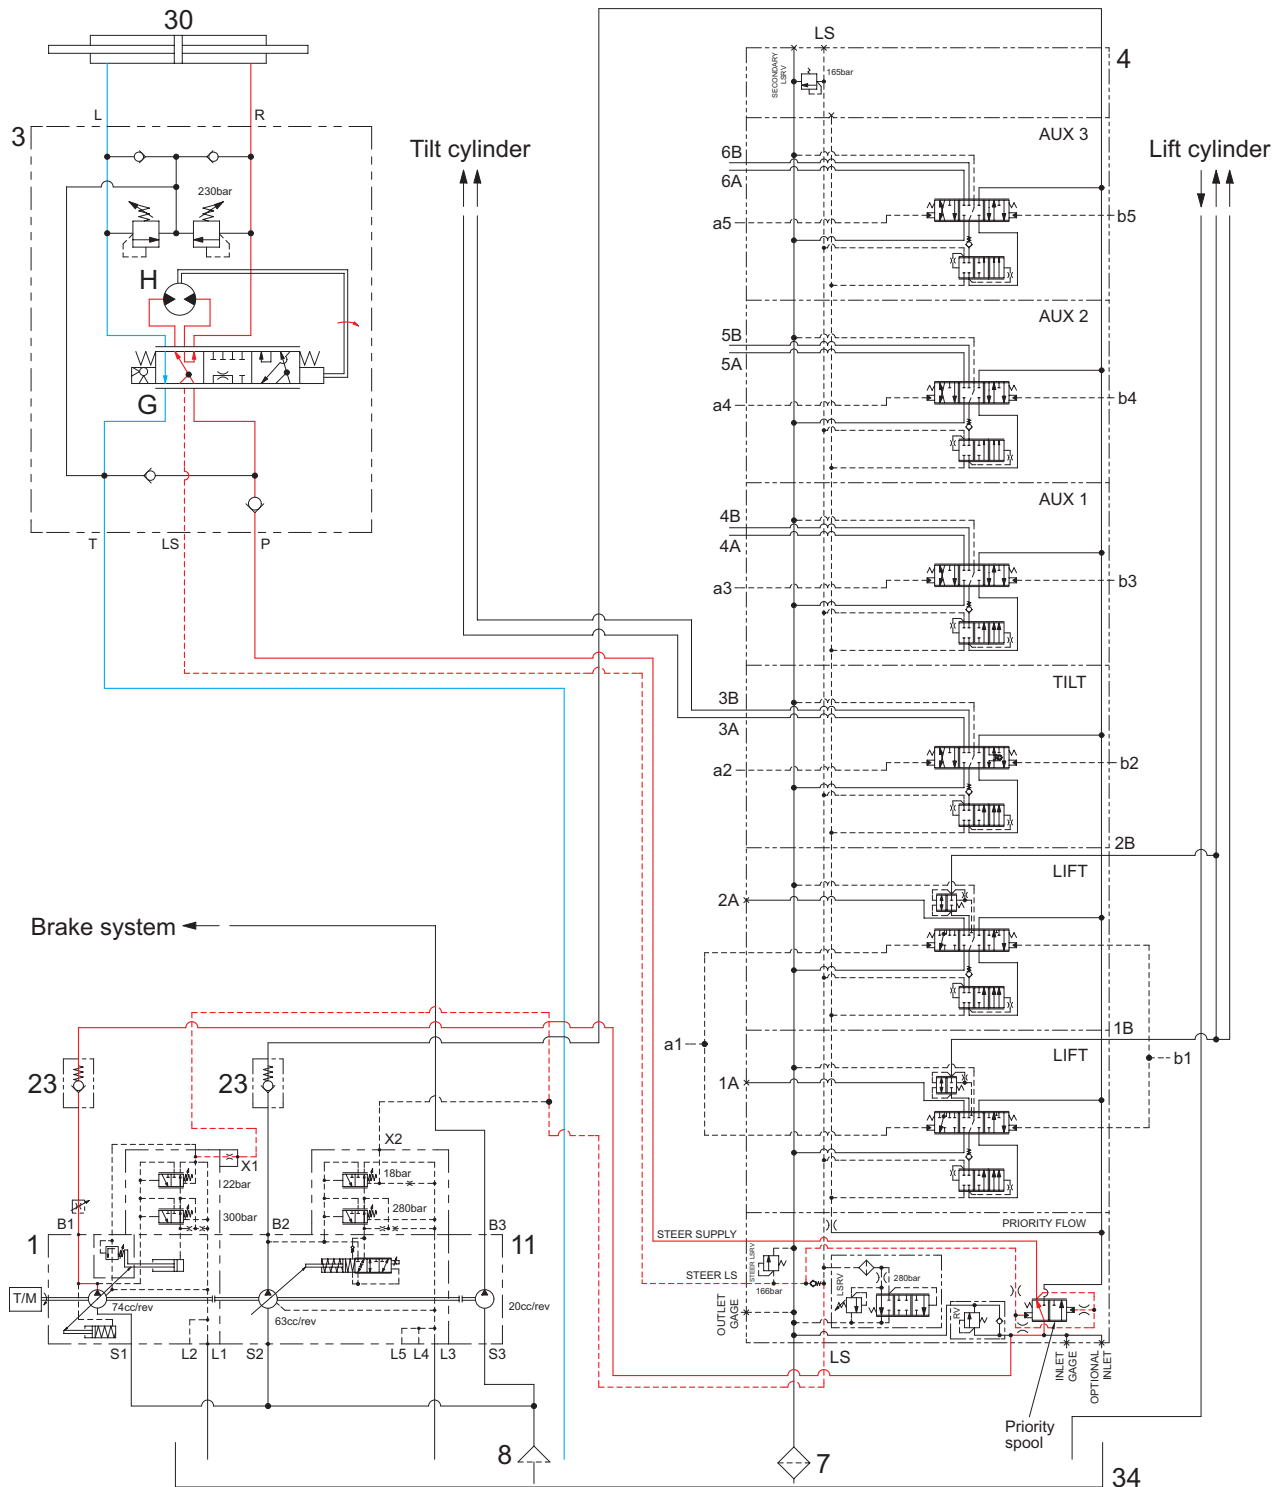 30
LS
4
SECONDARY
LSRV
165bar
L
R
3
AUX 3
Tilt cylinder
Lift cylinder
6B
6A
230bar
a5
b5
H
AUX 2
5B
5A
G
a4
b4
AUX 1
4B
4A
T
LS
P
a3
b3
TILT
3B
3A
a2
b2
2B
LIFT
2A
Brake system
1B
a1
LIFT
b1
23
23
1A
X2
X1
18bar
22bar
280bar
300bar
B1
B2
B3
PRIORITY FLOW
STEER SUPPLY
1
11
STEER LSRV
STEER LS
280bar
166bar
LSRV
T/M
74cc/rev
20cc/rev
63cc/rev
RV
OUTLET
GAGE
S1
L2
L1
S2
L5
L4
L3
S3
LS
INLET
GAGE
OPTIONAL
INLET
Priority
spool
8
7
34